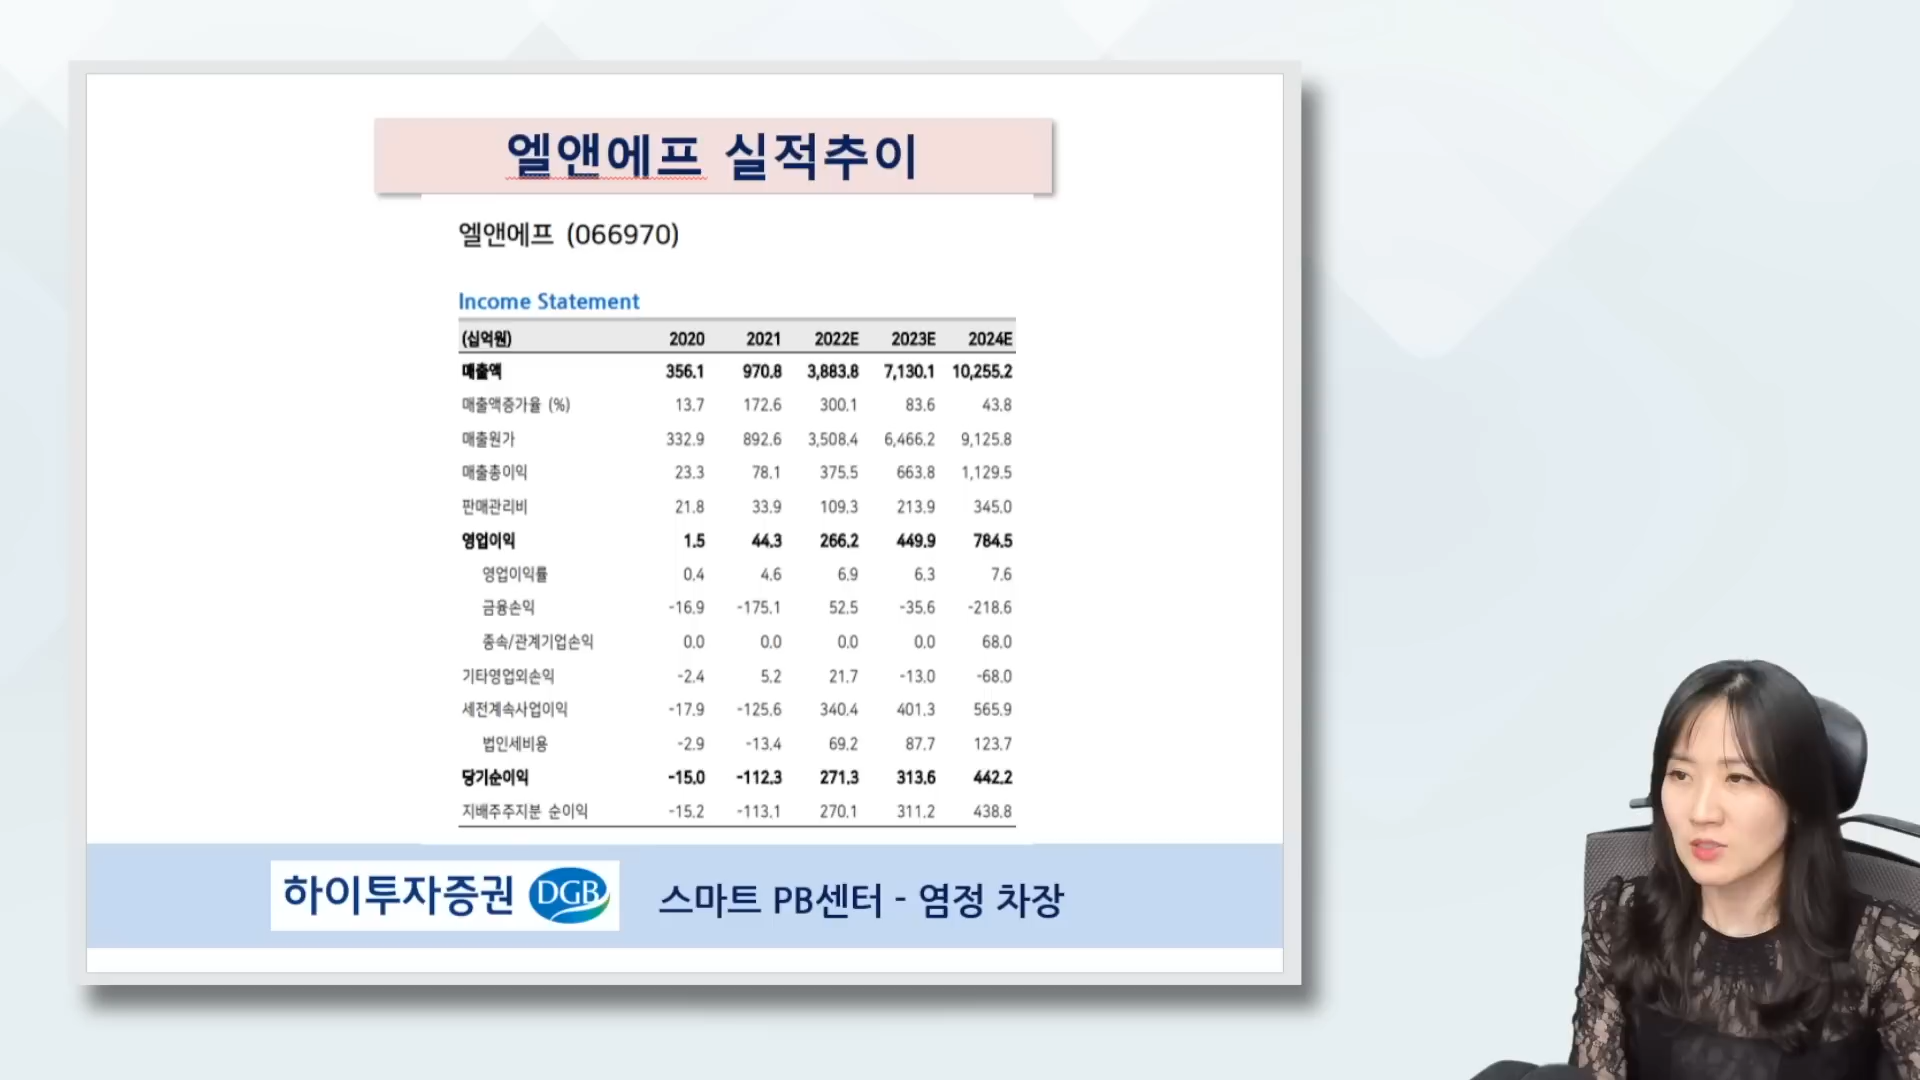 엘앤에프 실적추이
엘앤에프 (066970)
Income Statement
(십억원) 2020 2021 2022E 2023E 2024E
매출액 356.1 970.8 3,883.8 7,130.1 10,255.2
매출액증가율 (%) 13.7 172.6 300.1 83.6 43.8
매출원가 332.9 892.6 3,508.4 6,466.2 9,125.8
매출총이익 23.3 78.1 375.5 663.8 1,129.5
판매관리비 21.8 33.9 109.3 213.9 345.0
영업이익 1.5 44.3 266.2 449.9 784.5
영업이익률 0.4 4.6 6.9 6.3 7.6
금융손익 -16.9 -175.1 52.5 -35.6 -218.6
종속/관계기업손익 0.0 0.0 0.0 0.0 68.0
기타영업외손익 -2.4 5.2 21.7 -13.0 -68.0
세전계속사업이익 -17.9 -125.6 340.4 401.3 565.9
법인세비용 -2.9 -13.4 69.2 87.7 123.7
당기순이익 -15.0 -112.3 271.3 313.6 442.2
지배주주지분 순이익 -15.2 -113.1 270.1 311.2 438.8
하이투자증권 DGB 스마트 PB센터 - 염정 차장